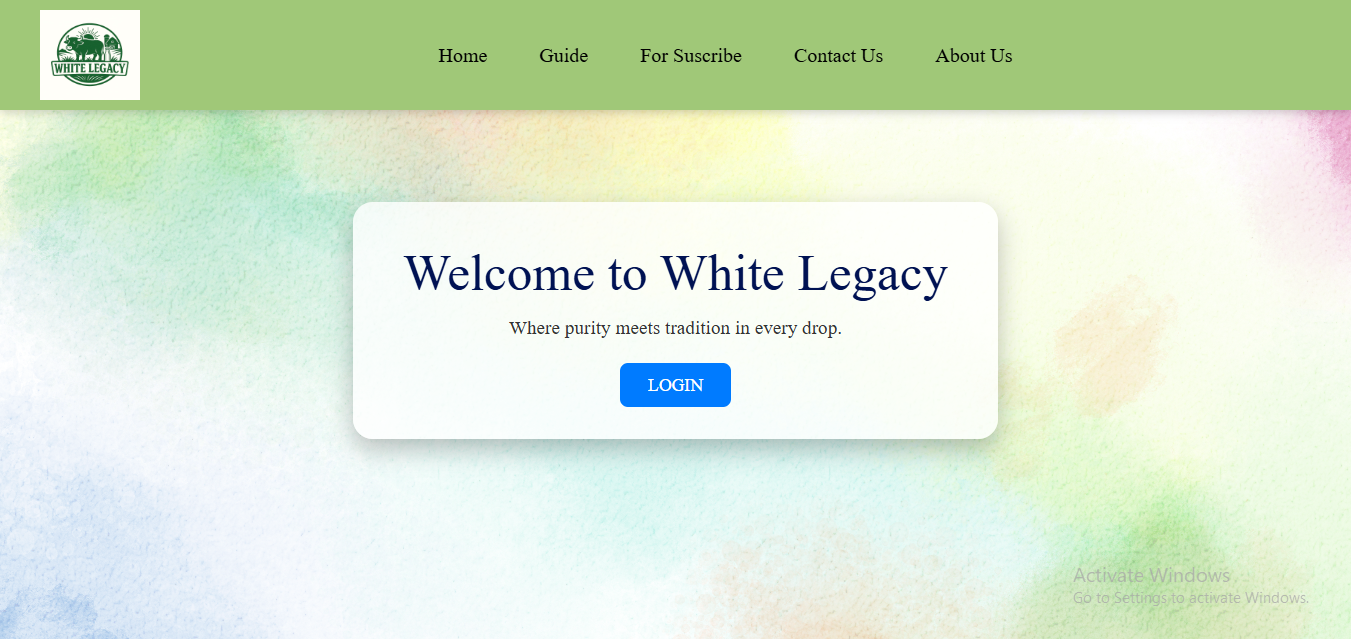 WHITE LEGACY
Home Guide For Suscribe Contact Us About Us
Welcome to White Legacy
Where purity meets tradition in every drop.
LOGIN
Activate Windows
Go to Settings to activate Windows.